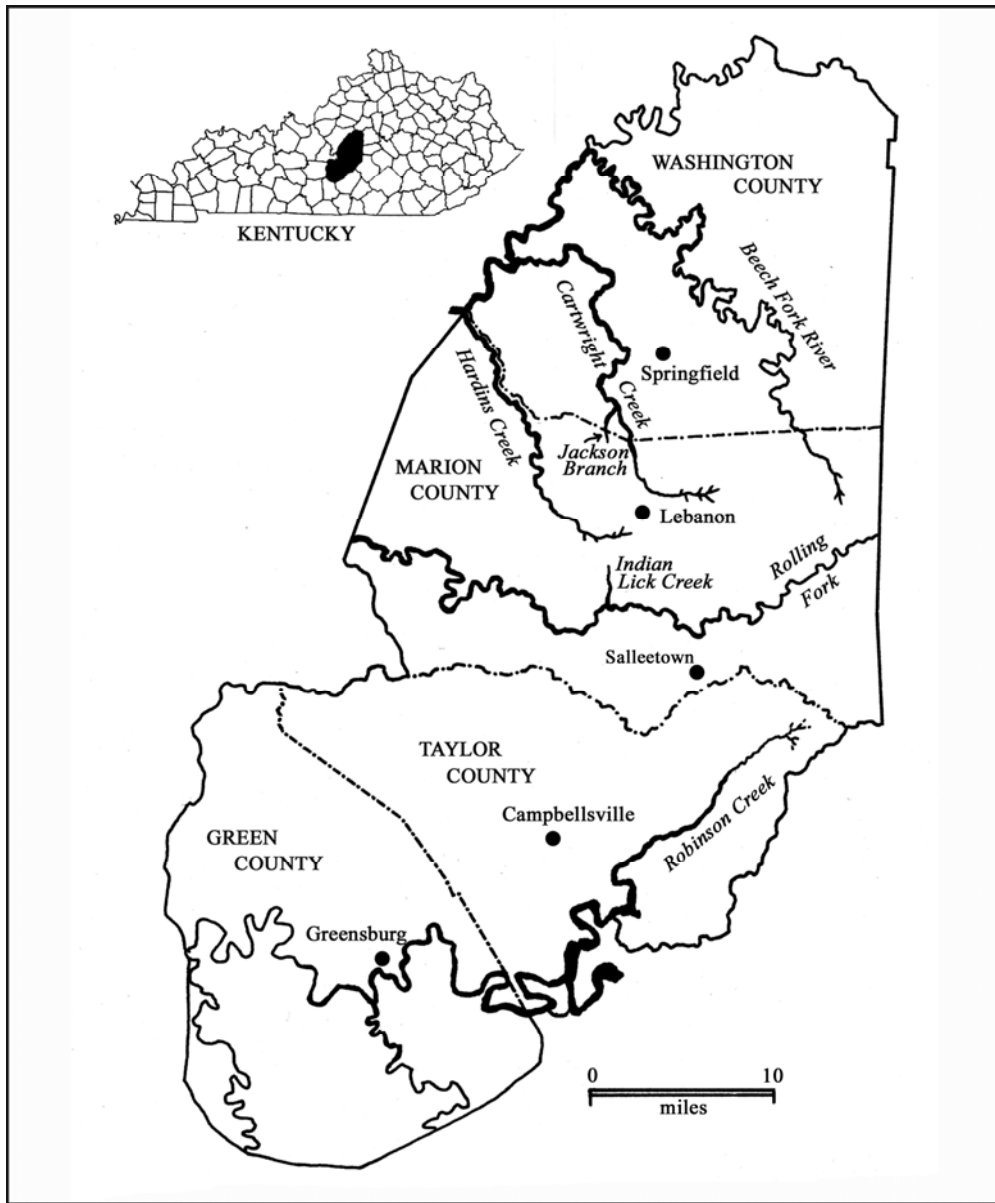 KENTUCKY
WASHINGTON
COUNTY
Beech Fork River
Cartwright
Creek
Springfield
Hardins Creek
Jackson
Branch
MARION
COUNTY
Lebanon
Indian
Lick Creek
Rolling
Fork
Salleetown
TAYLOR
COUNTY
Campbellsville
Robinson Creek
GREEN
COUNTY
Greensburg
0 10
miles